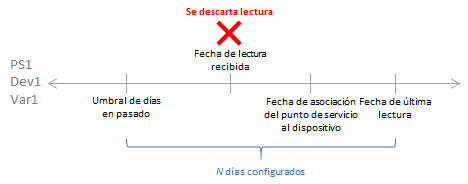 Se descarta lectura
Fecha de lectura
recibida
PS1
Dev1
Var1
Umbral de días
en pasado
Fecha de asociación
del punto de servicio
al dispositivo
Fecha de última
lectura
N días configurados